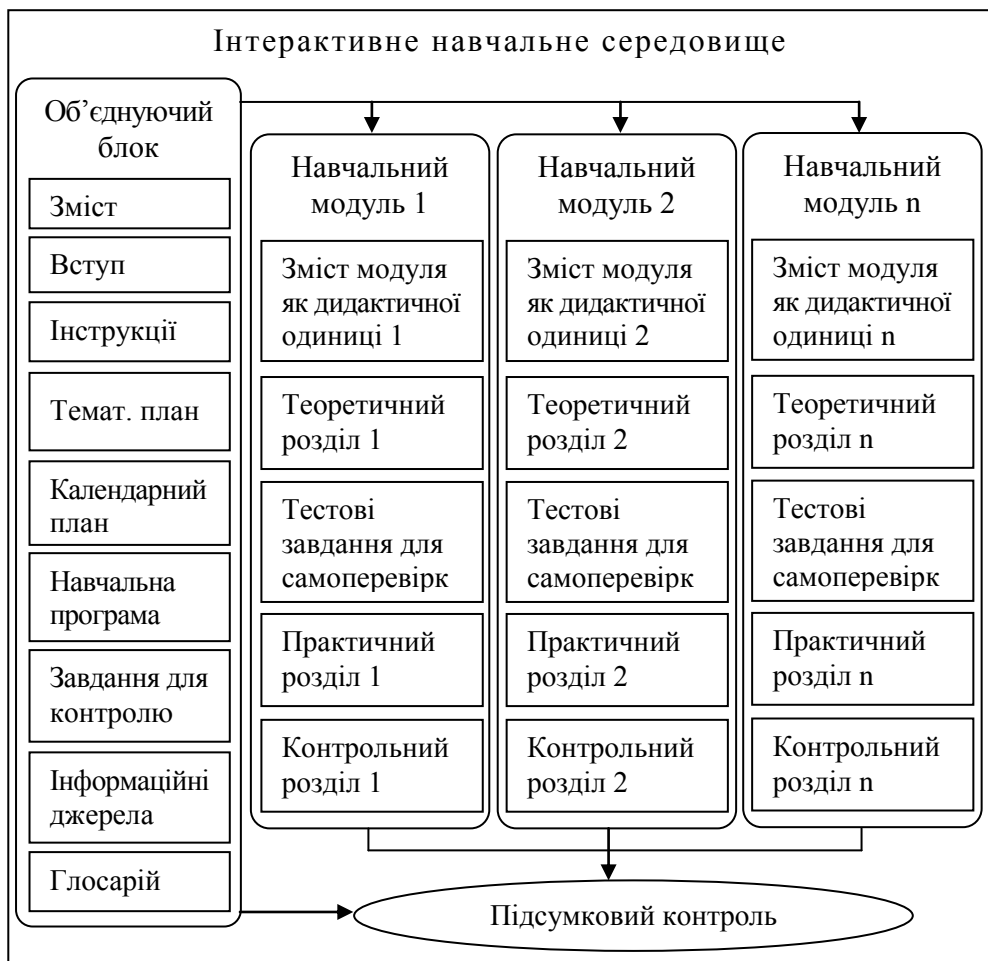 Інтерактивне навчальне середовище
Об’єднуючий
блок
Зміст
Вступ
Інструкції
Темат. план
Календарний
план
Навчальна
програма
Завдання для
контролю
Інформаційні
джерела
Глосарій
Навчальний
модуль 1
Зміст модуля
як дидактичної
одиниці 1
Теоретичний
розділ 1
Тестові
завдання для
самоперевірк
Практичний
розділ 1
Контрольний
розділ 1
Навчальний
модуль 2
Зміст модуля
як дидактичної
одиниці 2
Теоретичний
розділ 2
Тестові
завдання для
самоперевірк
Практичний
розділ 2
Контрольний
розділ 2
Навчальний
модуль n
Зміст модуля
як дидактичної
одиниці n
Теоретичний
розділ n
Тестові
завдання для
самоперевірк
Практичний
розділ n
Контрольний
розділ n
Підсумковий контроль